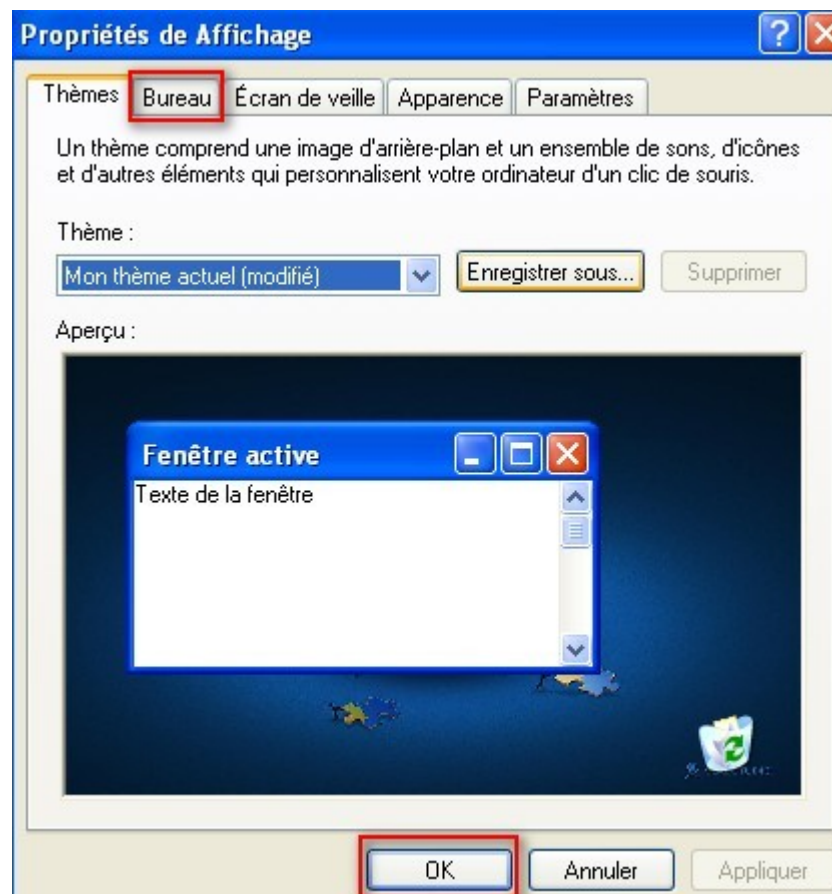 Propriétés de Affichage
Thèmes Bureau Écran de veille Apparence Paramètres
Un thème comprend une image d'arrière-plan et un ensemble de sons, d'icônes
et d'autres éléments qui personnalisent votre ordinateur d'un clic de souris.
Thème :
Mon thème actuel (modifié) Enregistrer sous... Supprimer
Aperçu :
Fenêtre active
Texte de la fenêtre
OK Annuler Appliquer